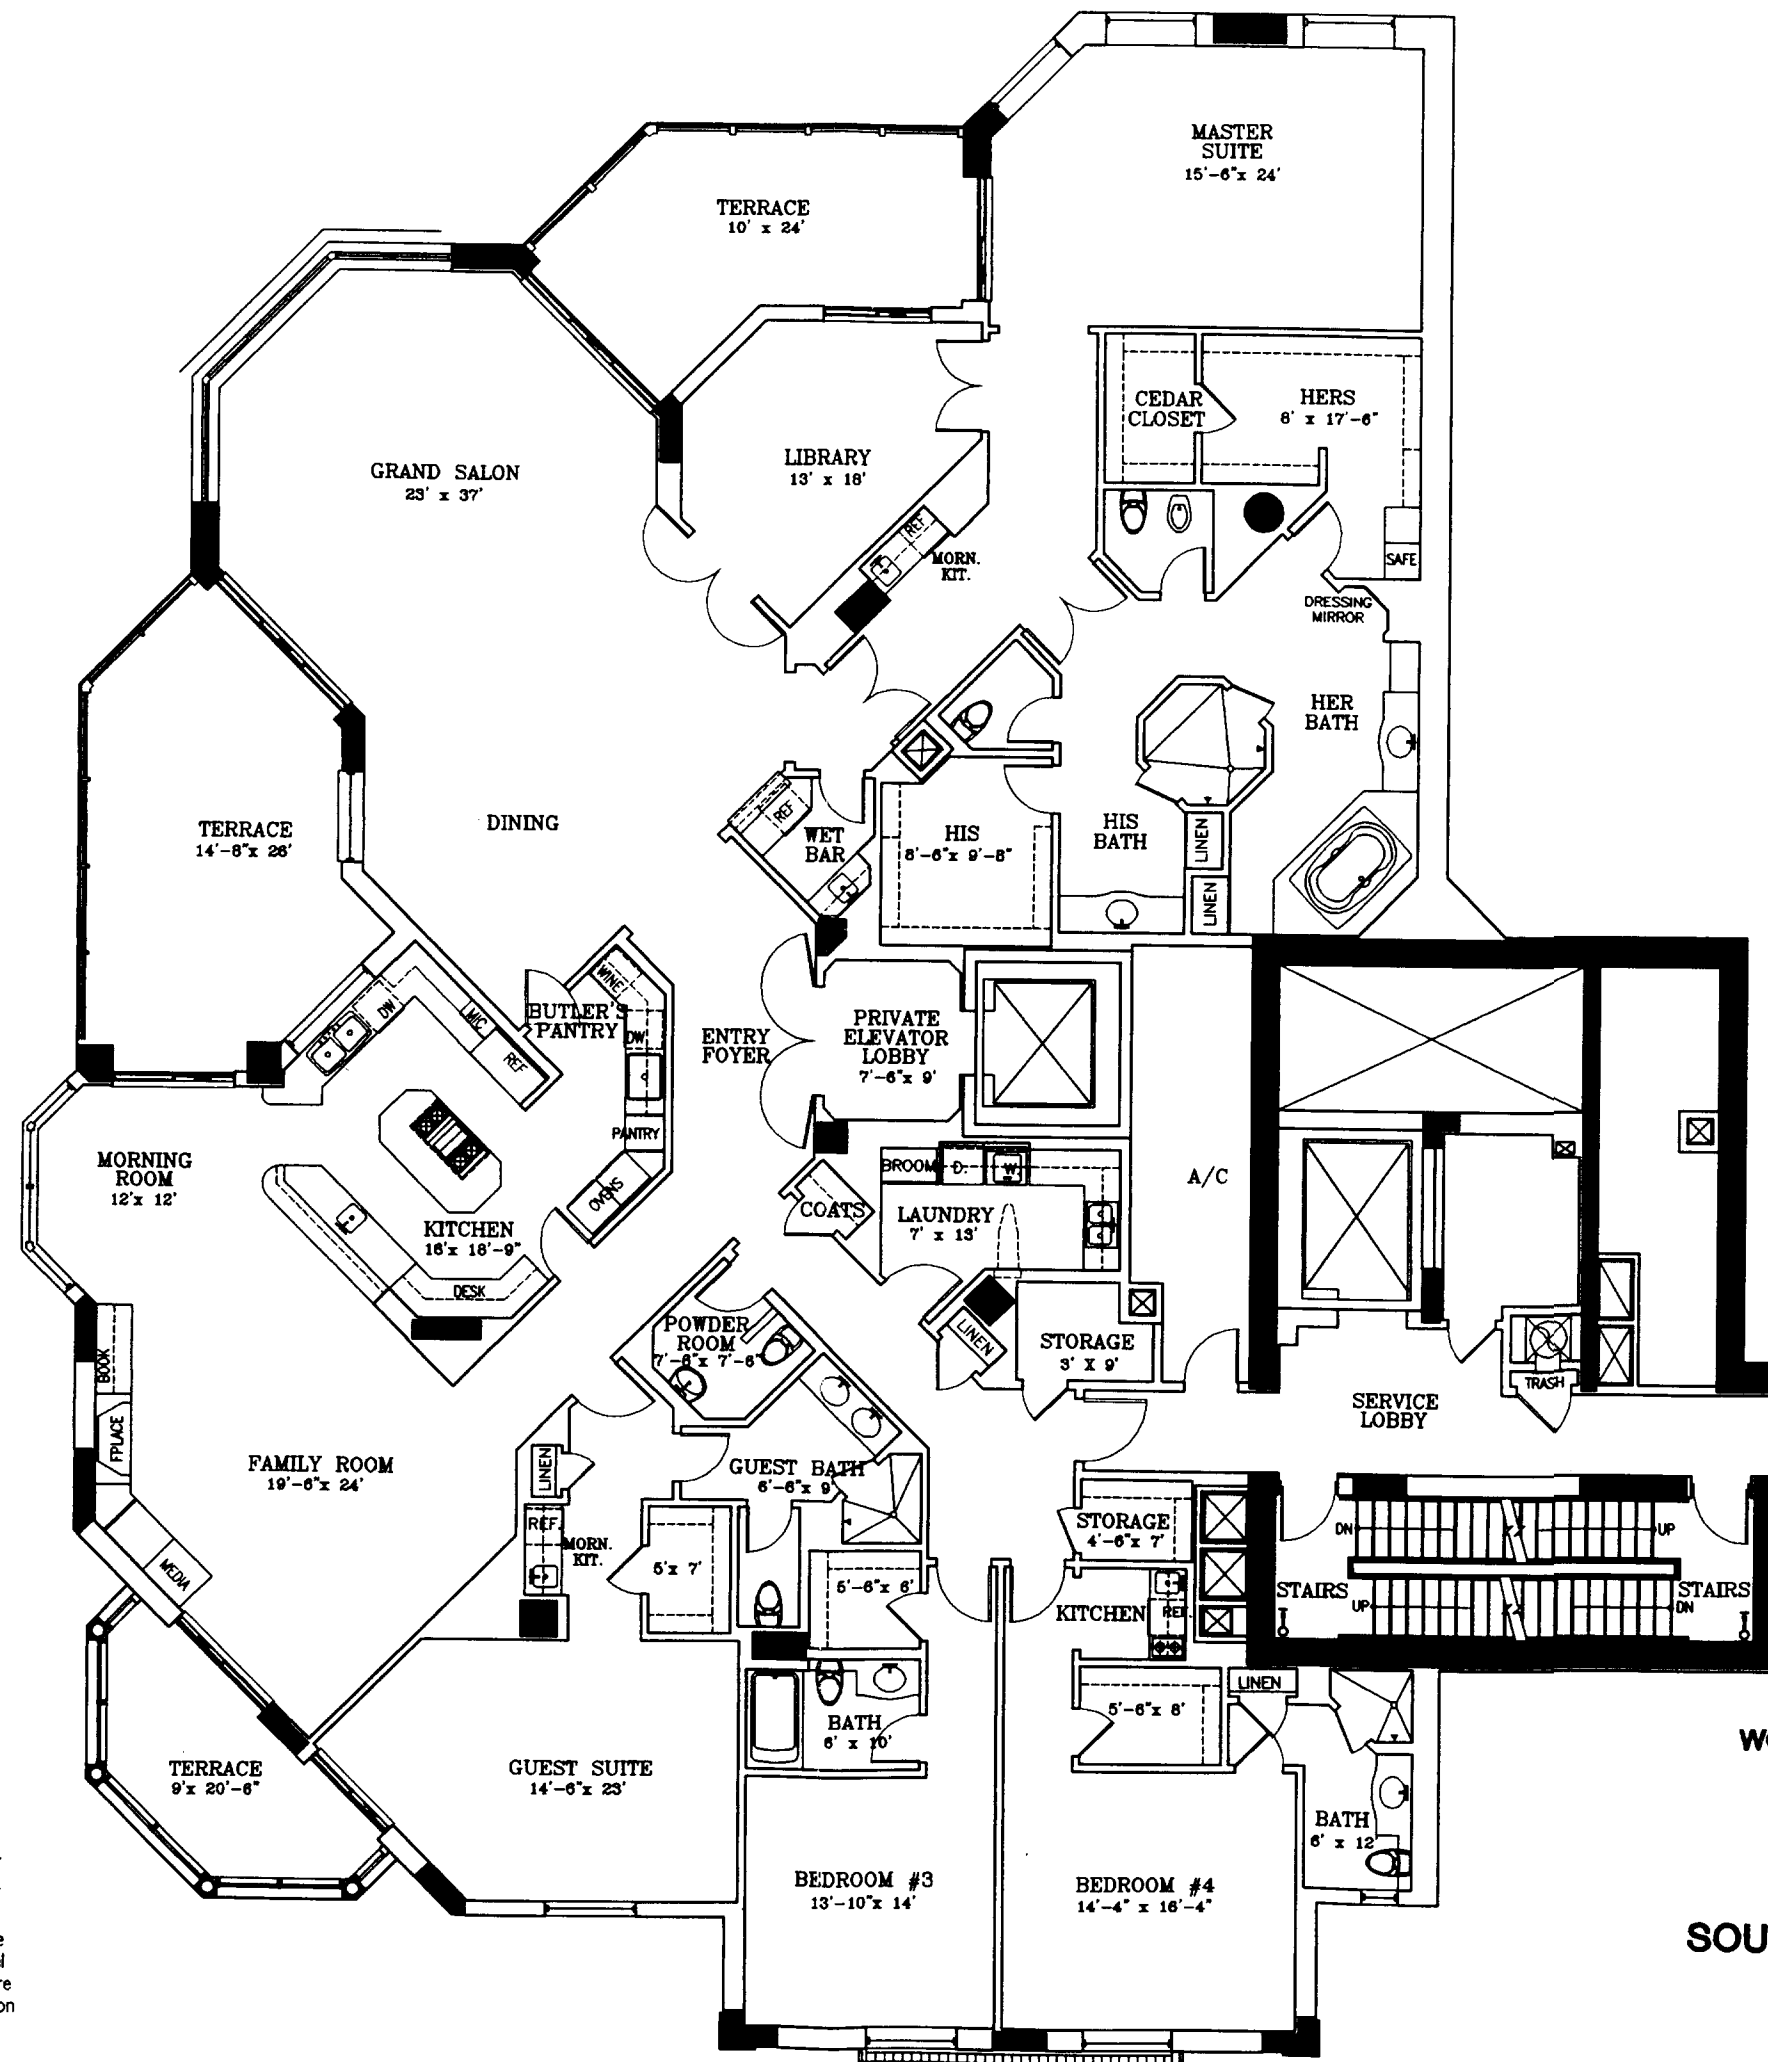 MASTER
SUITE
15'-6"x 24'
TERRACE
10' x 24'
CEDAR
CLOSET
HERS
8' x 17'-6"
GRAND SALON
23' x 37'
LIBRARY
13' x 18'
REF
MORN.
KIT.
SAFE
DRESSING
MIRROR
HER
BATH
TERRACE
14'-8"x 26'
DINING
REF
WET
BAR
HIS
8'-6"x 9'-8"
HIS
BATH
LINEN
LINEN
WINE
BUTLER'S
PANTRY
DW
MIC
REF
DW
PANTRY
OVENS
ENTRY
FOYER
PRIVATE
ELEVATOR
LOBBY
7'-6"x 9'
MORNING
ROOM
12'x 12'
KITCHEN
16'x 18'-9"
DESK
BROOM
D.
W
COATS
LAUNDRY
7' x 13'
A/C
LINEN
STORAGE
3' X 9'
POWDER
ROOM
7'-6"x 7'-6"
BOOK
FPLACE
TRASH
SERVICE
LOBBY
FAMILY ROOM
19'-6"x 24'
LINEN
GUEST BATH
6'-6"x 9'
REF.
MORN.
KIT.
5'x 7'
5'-6"x 6'
STORAGE
4'-6"x 7'
DN
UP
STAIRS
STAIRS
UP
DN
MEDIA
KITCHEN
REF.
LINEN
5'-6"x 8'
BATH
6' x 10'
TERRACE
9'x 20'-6"
GUEST SUITE
14'-6"x 23'
BATH
6' x 12'
BEDROOM #3
13'-10"x 14'
BEDROOM #4
14'-4" x 16'-4"
SOU
on